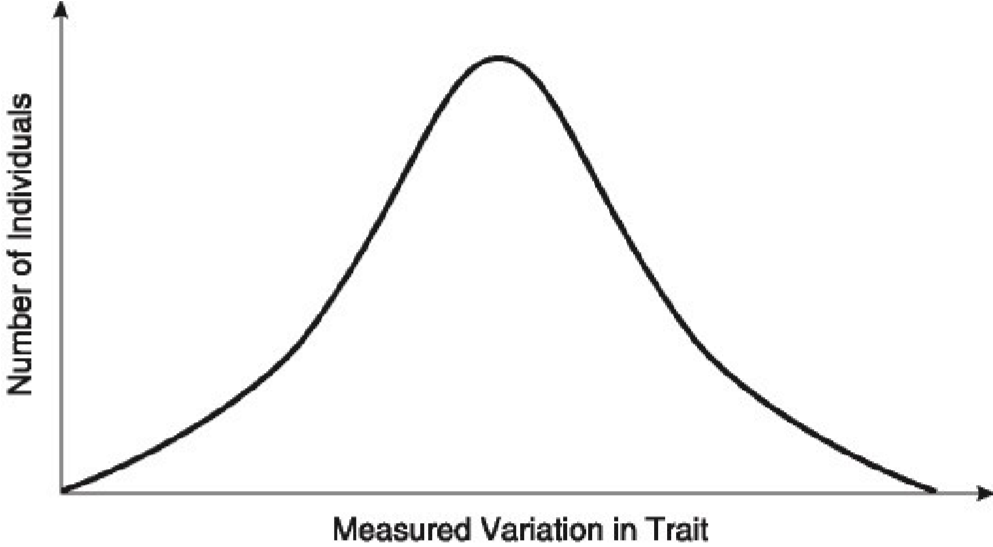 Number of Individuals
Measured Variation in Trait